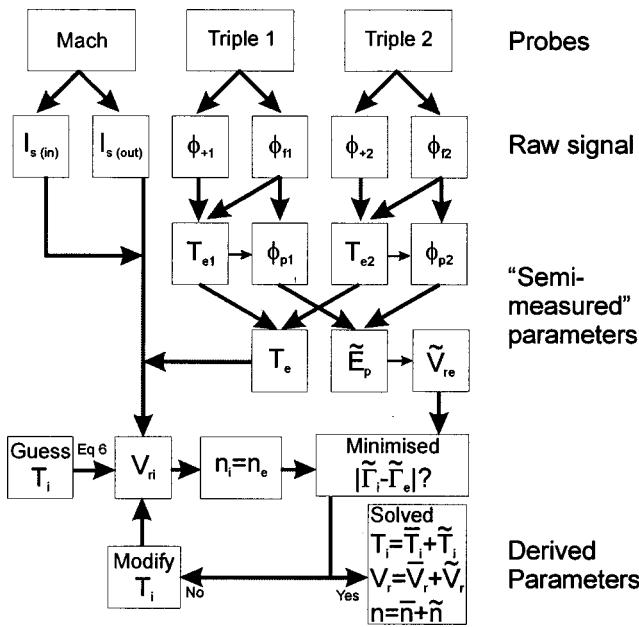 Mach
Triple 1
Triple 2
Probes
I_s (in)
I_s (out)
ϕ_+1
ϕ_f1
ϕ_+2
ϕ_f2
Raw signal
T_e1
ϕ_p1
T_e2
ϕ_p2
"Semi-
measured"
parameters
T_e
Ẽ_p
Ṽ_re
Guess
T_i
Eq 6
V_ri
n_i=n_e
Minimised
|Γ̃_i-Γ̃_e|?
Modify
T_i
No
Yes
Solved
T_i=T̄_i+T̃_i
V_r=V̄_r+Ṽ_r
n=n̄+ñ
Derived
Parameters